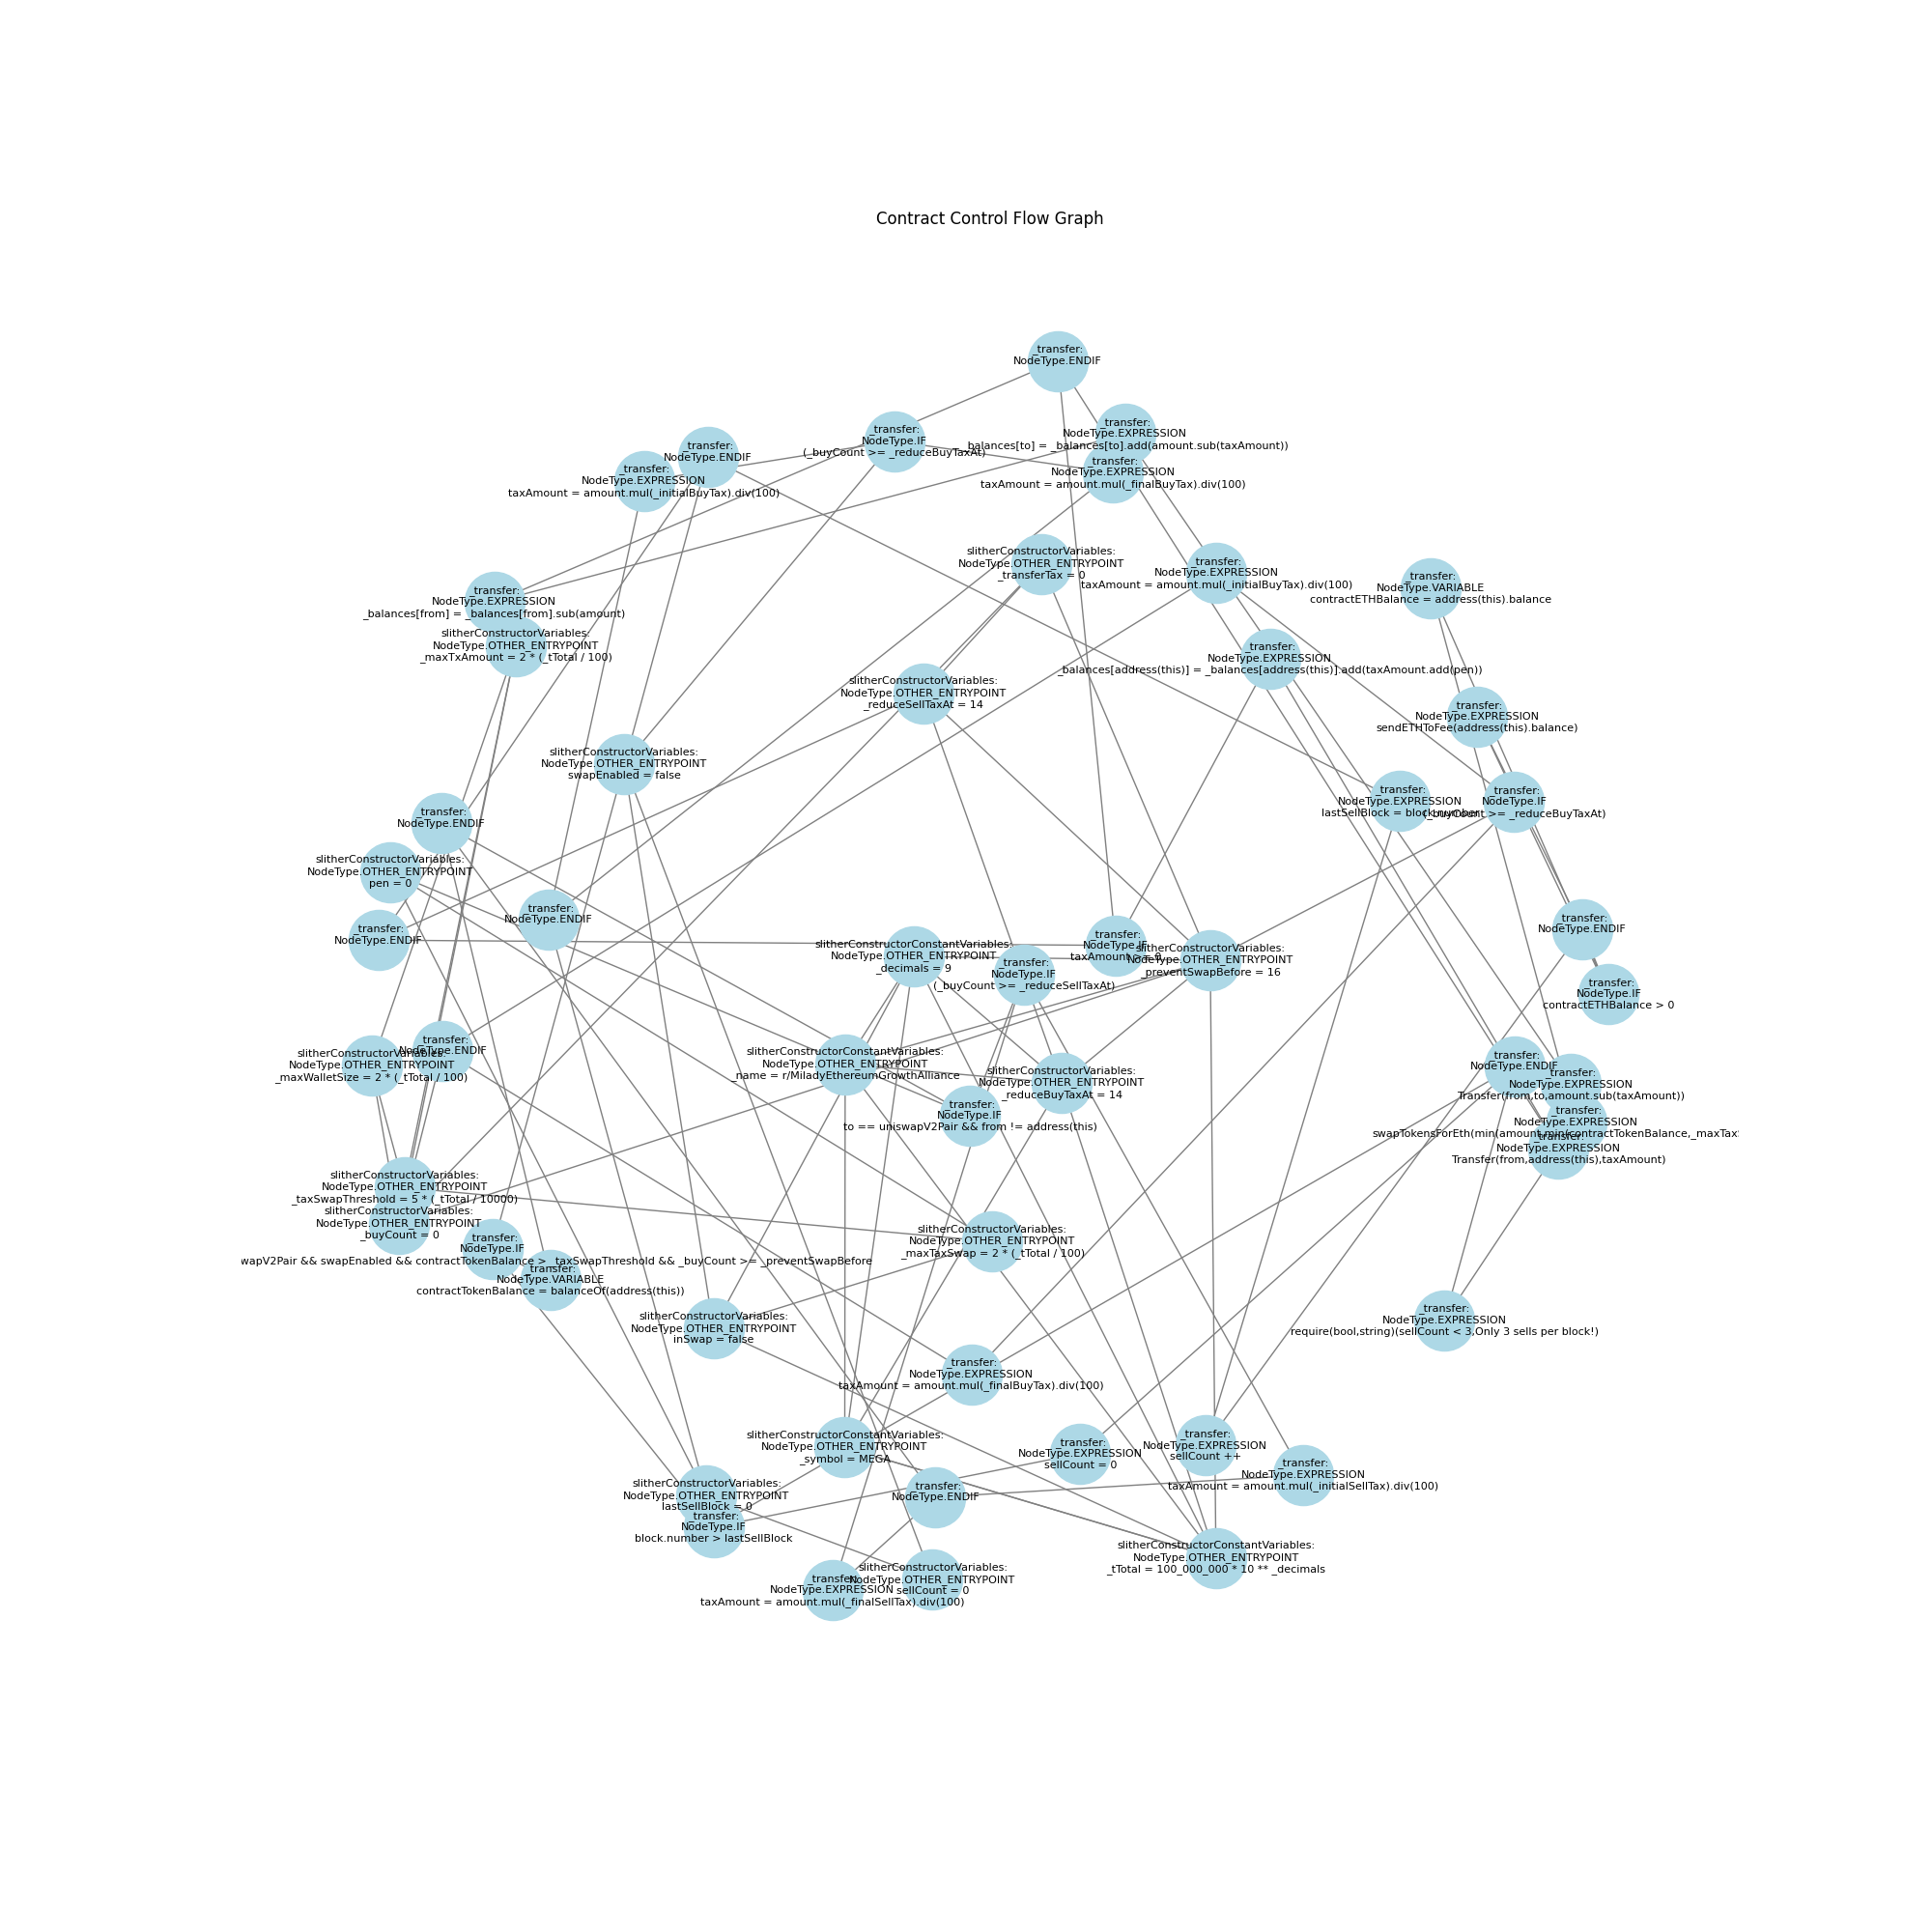 Contract Control Flow Graph
_transfer:
NodeType.ENDIF
_transfer:
NodeType.IF
(_buyCount >= _reduceBuyTaxAt)
_transfer:
NodeType.EXPRESSION
_balances[to] = _balances[to].add(amount.sub(taxAmount))
_transfer:
NodeType.ENDIF
_transfer:
NodeType.EXPRESSION
taxAmount = amount.mul(_initialBuyTax).div(100)
_transfer:
NodeType.EXPRESSION
taxAmount = amount.mul(_finalBuyTax).div(100)
slitherConstructorVariables:
NodeType.OTHER_ENTRYPOINT
_transferTax = 0
_transfer:
NodeType.EXPRESSION
taxAmount = amount.mul(_initialBuyTax).div(100)
_transfer:
NodeType.VARIABLE
contractETHBalance = address(this).balance
_transfer:
NodeType.EXPRESSION
_balances[from] = _balances[from].sub(amount)
slitherConstructorVariables:
NodeType.OTHER_ENTRYPOINT
_maxTxAmount = 2 * (_tTotal / 100)
_transfer:
NodeType.EXPRESSION
_balances[address(this)] = _balances[address(this)].add(taxAmount.add(pen))
slitherConstructorVariables:
NodeType.OTHER_ENTRYPOINT
_reduceSellTaxAt = 14
_transfer:
NodeType.EXPRESSION
sendETHToFee(address(this).balance)
slitherConstructorVariables:
NodeType.OTHER_ENTRYPOINT
swapEnabled = false
_transfer:
NodeType.EXPRESSION
lastSellBlock = block.number
_transfer:
NodeType.IF
(_buyCount >= _reduceBuyTaxAt)
_transfer:
NodeType.ENDIF
slitherConstructorVariables:
NodeType.OTHER_ENTRYPOINT
pen = 0
_transfer:
NodeType.ENDIF
_transfer:
NodeType.ENDIF
_transfer:
NodeType.ENDIF
slitherConstructorConstantVariables:
NodeType.OTHER_ENTRYPOINT
_decimals = 9
_transfer:
NodeType.IF
taxAmount > 0
slitherConstructorVariables:
NodeType.OTHER_ENTRYPOINT
_preventSwapBefore = 16
_transfer:
NodeType.IF
(_buyCount >= _reduceSellTaxAt)
_transfer:
NodeType.IF
contractETHBalance > 0
_transfer:
NodeType.ENDIF
slitherConstructorVariables:
NodeType.OTHER_ENTRYPOINT
_maxWalletSize = 2 * (_tTotal / 100)
slitherConstructorConstantVariables:
NodeType.OTHER_ENTRYPOINT
_name = r/MiladyEthereumGrowthAlliance
slitherConstructorVariables:
NodeType.OTHER_ENTRYPOINT
_reduceBuyTaxAt = 14
_transfer:
NodeType.ENDIF
_transfer:
NodeType.EXPRESSION
Transfer(from,to,amount.sub(taxAmount))
_transfer:
NodeType.IF
to == uniswapV2Pair && from != address(this)
_transfer:
NodeType.EXPRESSION
swapTokensForEth(min(amount,min(contractTokenBalance,_maxTaxS
_transfer:
NodeType.EXPRESSION
Transfer(from,address(this),taxAmount)
slitherConstructorVariables:
NodeType.OTHER_ENTRYPOINT
_taxSwapThreshold = 5 * (_tTotal / 10000)
slitherConstructorVariables:
NodeType.OTHER_ENTRYPOINT
_buyCount = 0
_transfer:
NodeType.IF
wapV2Pair && swapEnabled && contractTokenBalance > _taxSwapThreshold && _buyCount >= _preventSwapBefore
_transfer:
NodeType.VARIABLE
contractTokenBalance = balanceOf(address(this))
slitherConstructorVariables:
NodeType.OTHER_ENTRYPOINT
_maxTaxSwap = 2 * (_tTotal / 100)
slitherConstructorVariables:
NodeType.OTHER_ENTRYPOINT
inSwap = false
_transfer:
NodeType.EXPRESSION
require(bool,string)(sellCount < 3,Only 3 sells per block!)
_transfer:
NodeType.EXPRESSION
taxAmount = amount.mul(_finalBuyTax).div(100)
slitherConstructorConstantVariables:
NodeType.OTHER_ENTRYPOINT
_symbol = MEGA
_transfer:
NodeType.EXPRESSION
sellCount = 0
_transfer:
NodeType.EXPRESSION
sellCount ++
_transfer:
NodeType.EXPRESSION
taxAmount = amount.mul(_initialSellTax).div(100)
slitherConstructorVariables:
NodeType.OTHER_ENTRYPOINT
lastSellBlock = 0
_transfer:
NodeType.ENDIF
_transfer:
NodeType.IF
block.number > lastSellBlock
slitherConstructorConstantVariables:
NodeType.OTHER_ENTRYPOINT
_tTotal = 100_000_000 * 10 ** _decimals
_transfer:
NodeType.EXPRESSION
taxAmount = amount.mul(_finalSellTax).div(100)
slitherConstructorVariables:
NodeType.OTHER_ENTRYPOINT
sellCount = 0